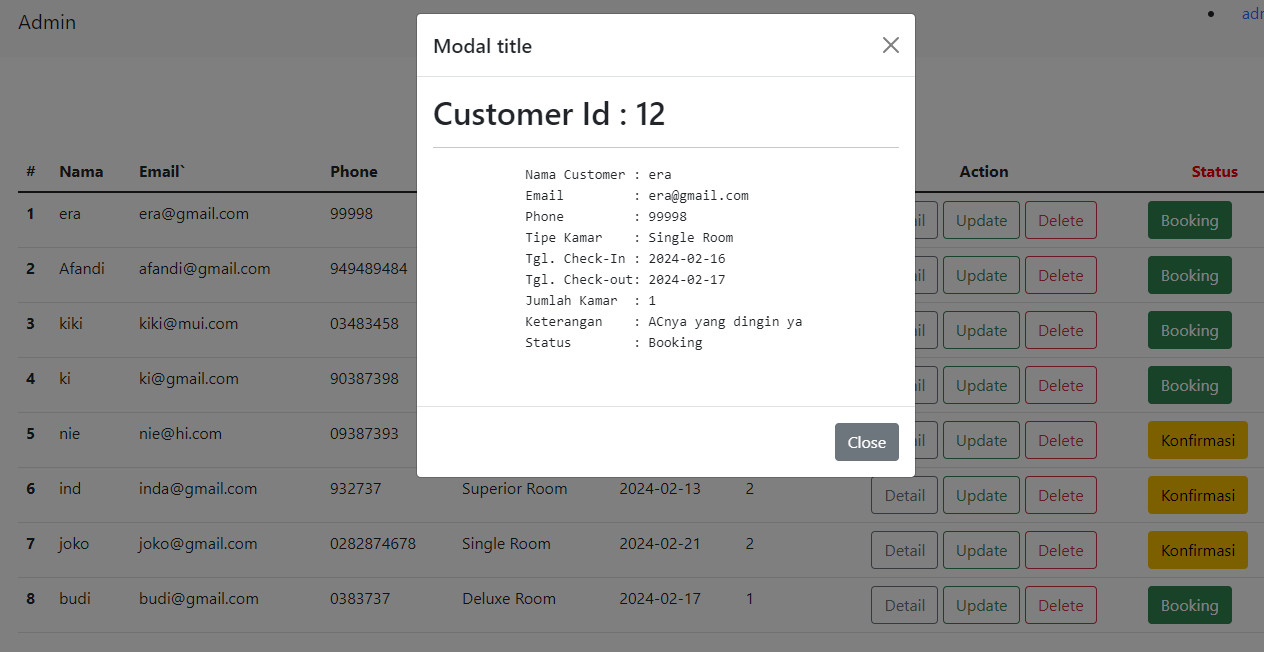 Admin
Modal title
Customer Id : 12
Nama Customer : era
Email : era@gmail.com
Phone : 99998
Tipe Kamar : Single Room
Tgl. Check-In : 2024-02-16
Tgl. Check-out: 2024-02-17
Jumlah Kamar : 1
Keterangan : ACnya yang dingin ya
Status : Booking
Close
# Nama Email` Phone Action Status
1 era era@gmail.com 99998 Update Delete Booking
2 Afandi afandi@gmail.com 949489484 Update Delete Booking
3 kiki kiki@mui.com 03483458 Update Delete Booking
4 ki ki@gmail.com 90387398 Update Delete Booking
5 nie nie@hi.com 09387393 Update Delete Konfirmasi
6 ind inda@gmail.com 932737 Superior Room 2024-02-13 2 Detail Update Delete Konfirmasi
7 joko joko@gmail.com 0282874678 Single Room 2024-02-21 2 Detail Update Delete Konfirmasi
8 budi budi@gmail.com 0383737 Deluxe Room 2024-02-17 1 Detail Update Delete Booking